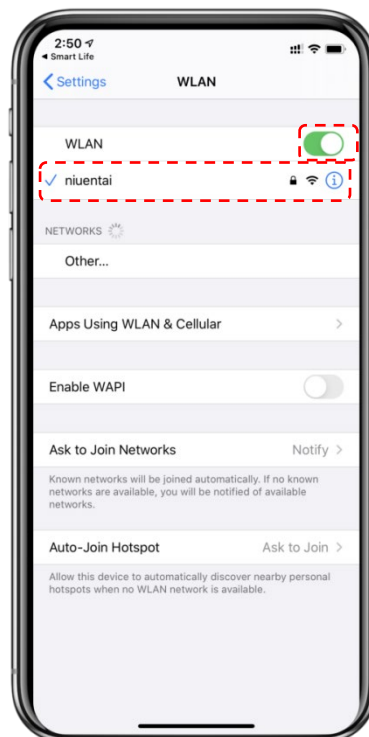 2:50
Smart Life
Settings
WLAN
WLAN
niuentai
NETWORKS
Other...
Apps Using WLAN & Cellular
Enable WAPI
Ask to Join Networks Notify
Known networks will be joined automatically. If no known
networks are available, you will be notified of available
networks.
Auto-Join Hotspot Ask to Join
Allow this device to automatically discover nearby personal
hotspots when no WLAN network is available.